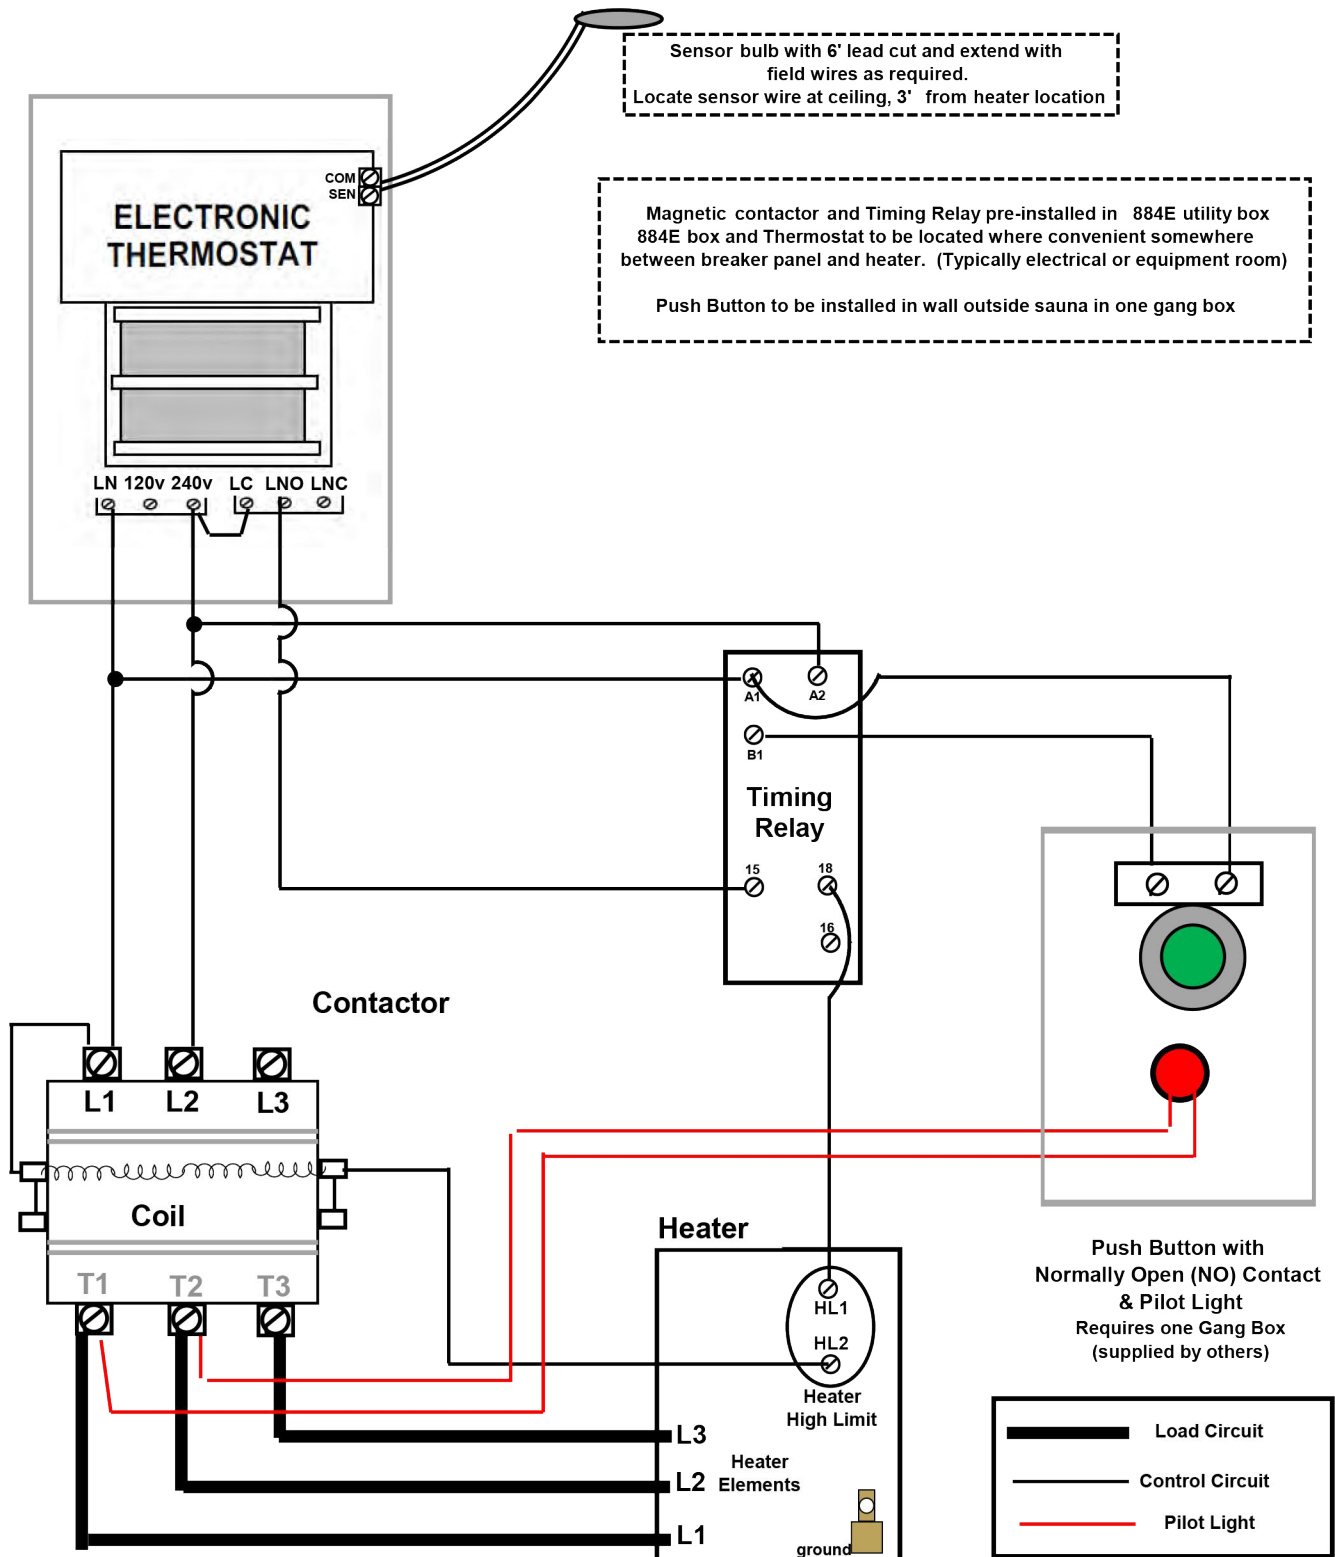 Sensor bulb with 6' lead cut and extend with
field wires as required.
Locate sensor wire at ceiling, 3' from heater location
COM
SEN
ELECTRONIC
THERMOSTAT
Magnetic contactor and Timing Relay pre-installed in 884E utility box
884E box and Thermostat to be located where convenient somewhere
between breaker panel and heater. (Typically electrical or equipment room)
Push Button to be installed in wall outside sauna in one gang box
LN 120v 240v LC LNO LNC
A1 A2
B1
Timing
Relay
15 18
16
Contactor
L1 L2 L3
Coil
T1 T2 T3
Heater
HL1
HL2
Heater
High Limit
L3
Heater
Elements
L2
L1
ground
Push Button with
Normally Open (NO) Contact
& Pilot Light
Requires one Gang Box
(supplied by others)
Load Circuit
Control Circuit
Pilot Light